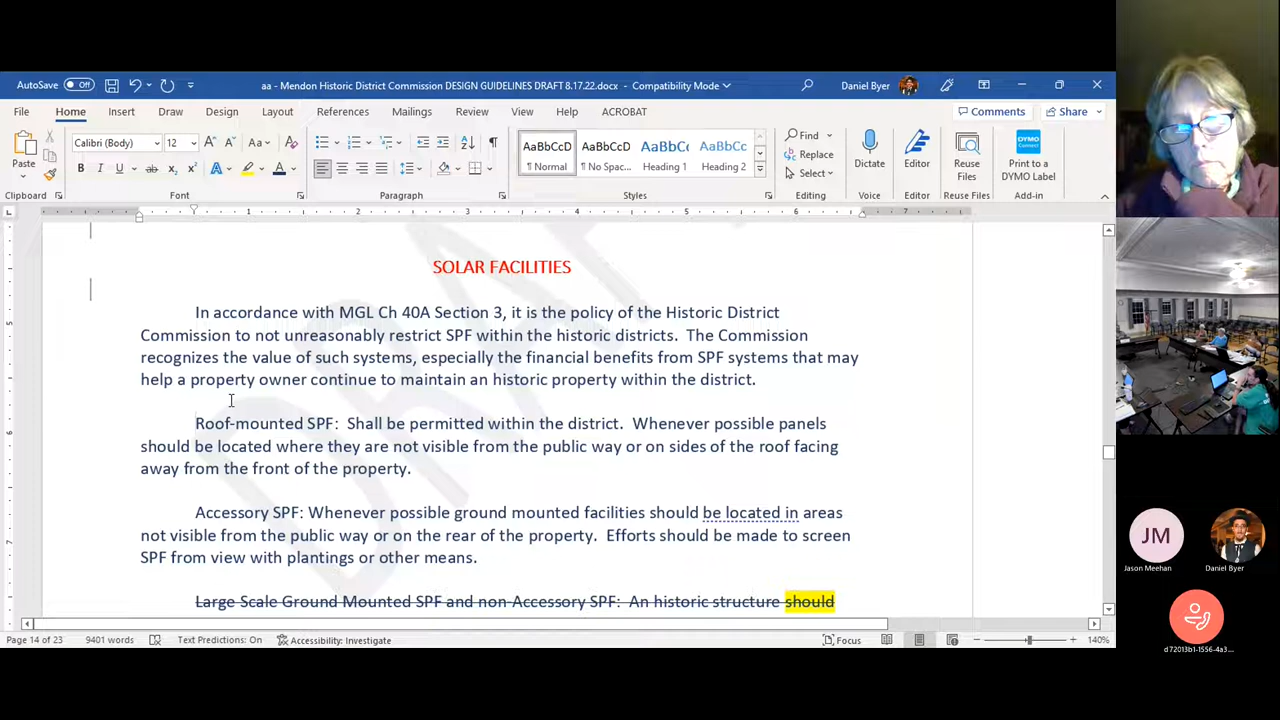 AutoSave Off
aa - Mendon Historic District Commission DESIGN GUIDELINES DRAFT 8.17.22.docx - Compatibility Mode
Daniel Byer
File Home Insert Draw Design Layout References Mailings Review View Help ACROBAT
Comments Share
Calibri (Body) 12
Paste
AaBbCcD AaBbCcD AaBbCc AaBbCc
Normal No Spac... Heading 1 Heading 2
Find
Replace
Select
Dictate
Editor
Reuse Files
Print to a DYMO Label
Clipboard Font Paragraph Styles Editing Voice Editor Reuse Files Add-in
SOLAR FACILITIES
In accordance with MGL Ch 40A Section 3, it is the policy of the Historic District
Commission to not unreasonably restrict SPF within the historic districts. The Commission
recognizes the value of such systems, especially the financial benefits from SPF systems that may
help a property owner continue to maintain an historic property within the district.
Roof-mounted SPF: Shall be permitted within the district. Whenever possible panels
should be located where they are not visible from the public way or on sides of the roof facing
away from the front of the property.
Accessory SPF: Whenever possible ground mounted facilities should be located in areas
not visible from the public way or on the rear of the property. Efforts should be made to screen
SPF from view with plantings or other means.
Large Scale Ground Mounted SPF and non-Accessory SPF: An historic structure should
Page 14 of 23 9401 words Text Predictions: On Accessibility: Investigate Focus 140%
JM
Jason Meehan
Daniel Byer
d72013b1-1556-4a3...